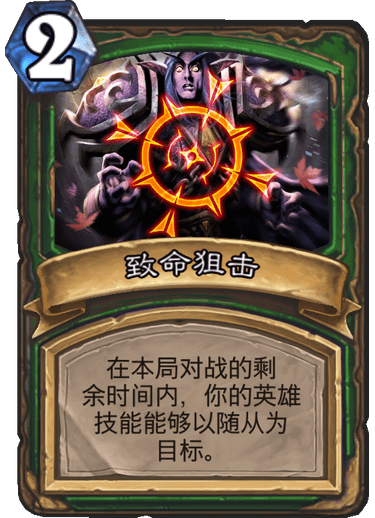 2
致命狙击
在本局对战的剩
余时间内，你的英雄
技能能够以随从为
目标。